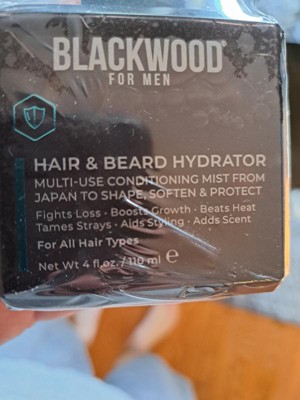 BLACKWOOD
FOR MEN
HAIR & BEARD HYDRATOR
MULTI-USE CONDITIONING MIST FROM
JAPAN TO SHAPE, SOFTEN & PROTECT
Fights Loss · Boosts Growth · Beats Heat
Tames Strays · Aids Styling · Adds Scent
For All Hair Types
Net Wt 4 fl.oz. / 110 ml ℮